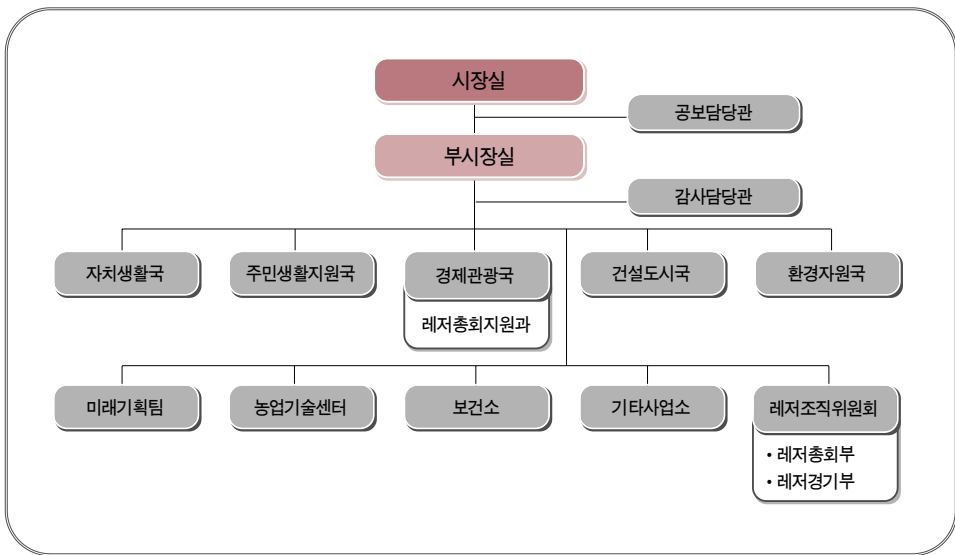 시장실
공보담당관
부시장실
감사담당관
자치생활국
주민생활지원국
경제관광국
건설도시국
환경자원국
레저총회지원과
미래기획팀
농업기술센터
보건소
기타사업소
레저조직위원회
• 레저총회부
• 레저경기부